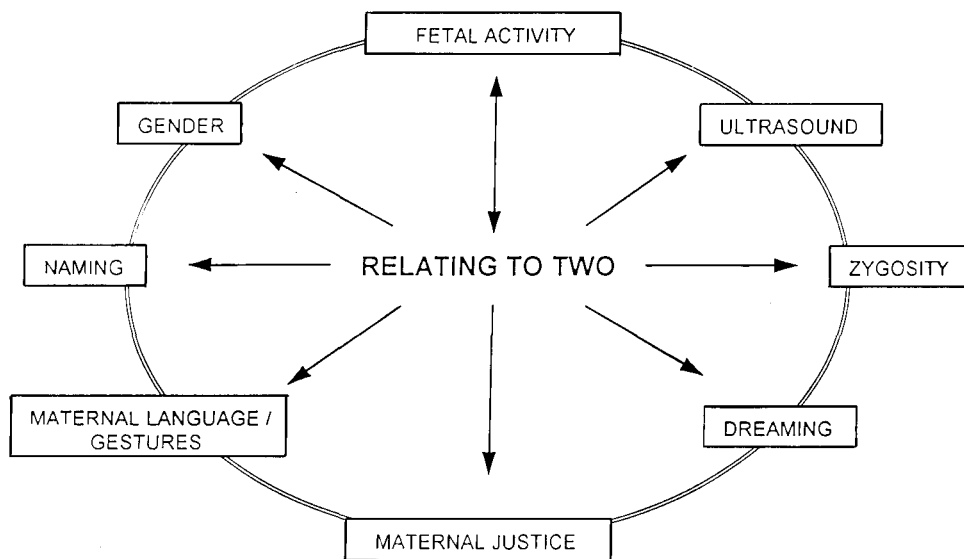 FETAL ACTIVITY
GENDER
ULTRASOUND
NAMING
RELATING TO TWO
ZYGOSITY
MATERNAL LANGUAGE /
GESTURES
DREAMING
MATERNAL JUSTICE